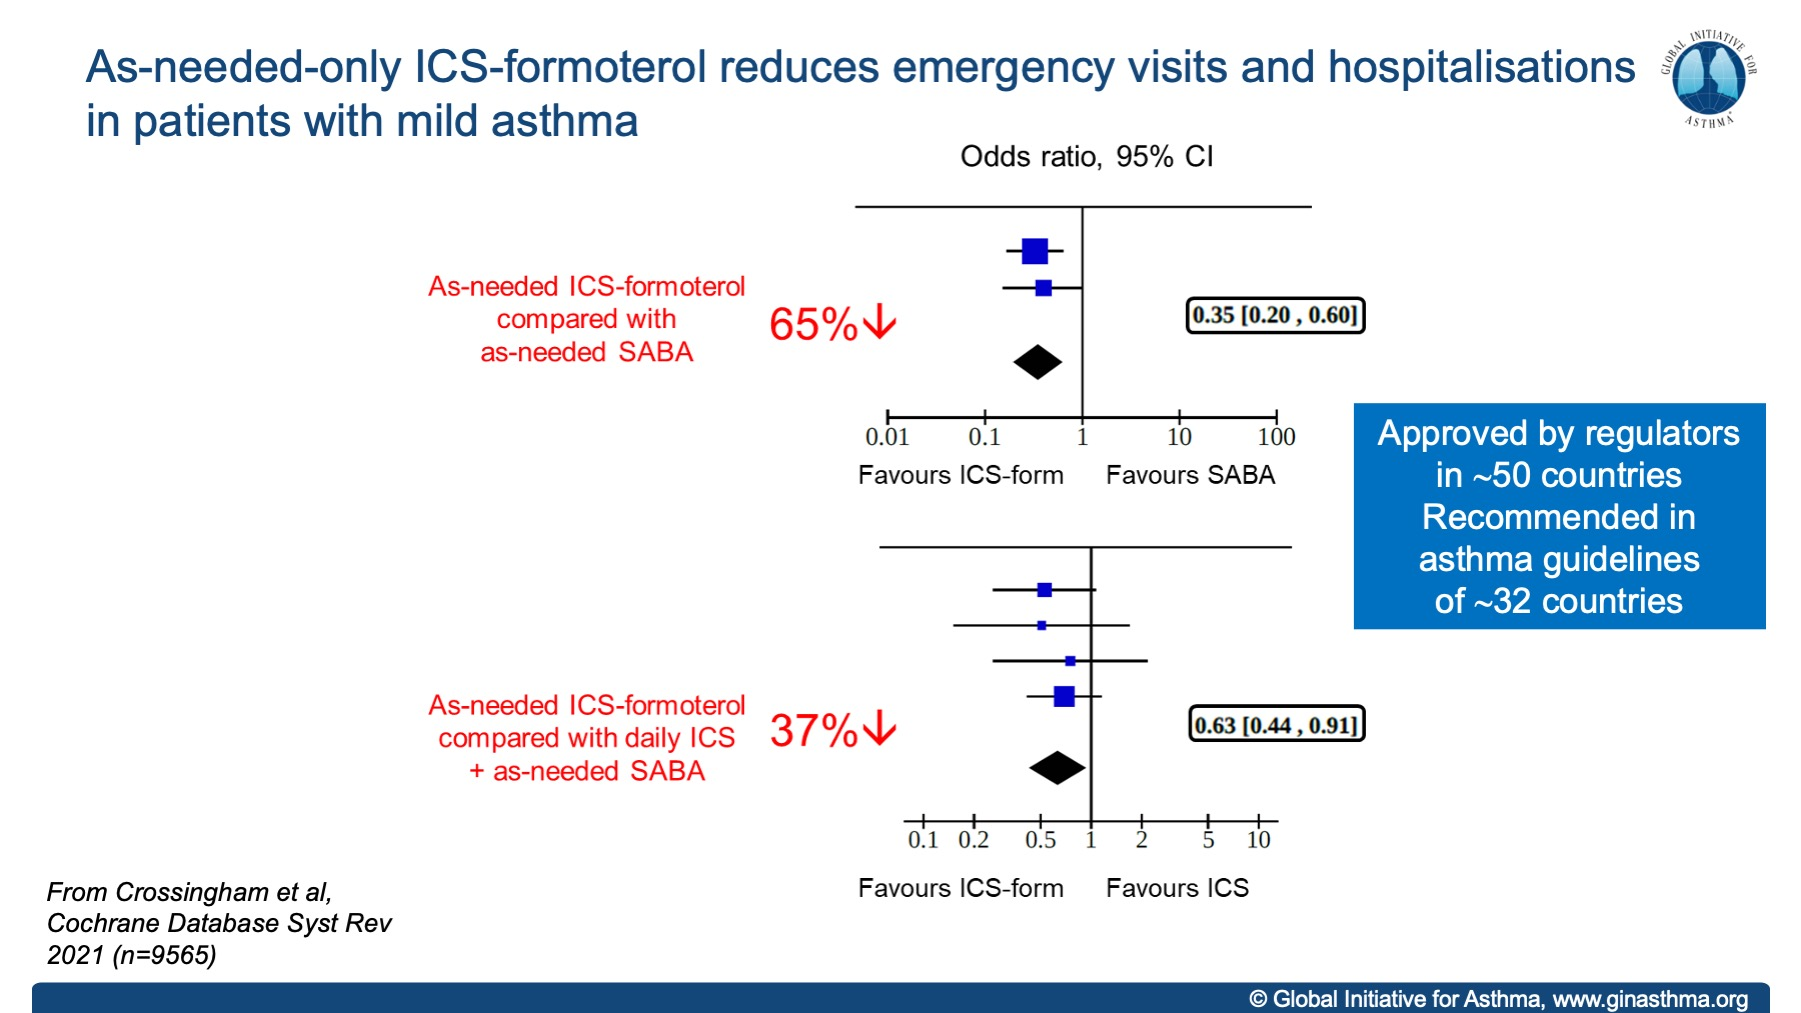 As-needed-only ICS-formoterol reduces emergency visits and hospitalisations
in patients with mild asthma
GLOBAL INITIATIVE FOR
ASTHMA
Odds ratio, 95% CI
As-needed ICS-formoterol
compared with
as-needed SABA
65%↓
0.35 [0.20 , 0.60]
0.01 0.1 1 10 100
Favours ICS-form Favours SABA
Approved by regulators
in ~50 countries
Recommended in
asthma guidelines
of ~32 countries
As-needed ICS-formoterol
compared with daily ICS
+ as-needed SABA
37%↓
0.63 [0.44 , 0.91]
0.1 0.2 0.5 1 2 5 10
Favours ICS-form Favours ICS
From Crossingham et al,
Cochrane Database Syst Rev
2021 (n=9565)
© Global Initiative for Asthma, www.ginasthma.org